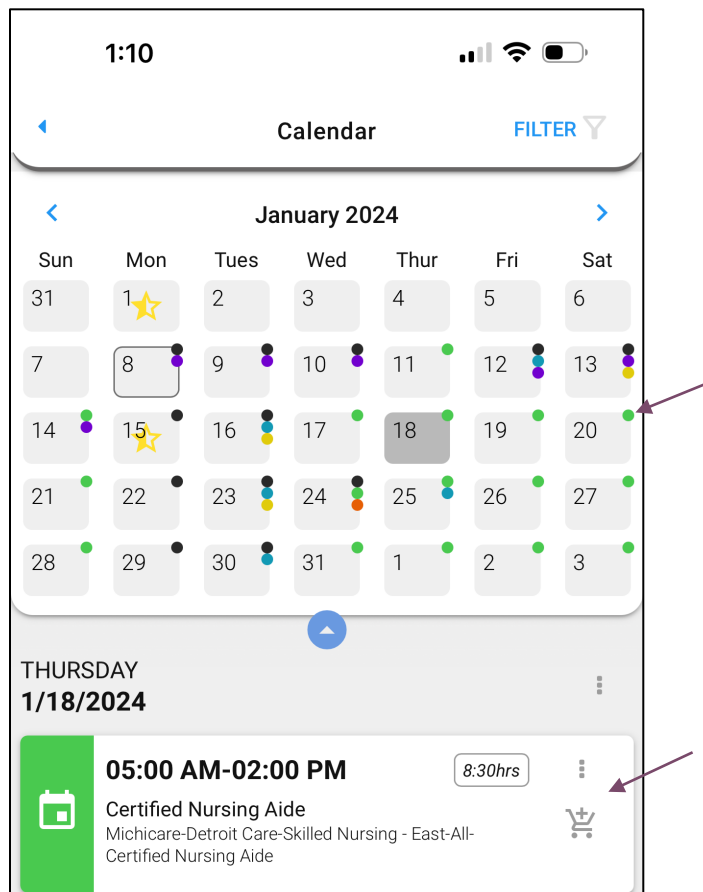 1:10
Calendar
FILTER
January 2024
Sun Mon Tues Wed Thur Fri Sat
31 1 2 3 4 5 6
7 8 9 10 11 12 13
14 15 16 17 18 19 20
21 22 23 24 25 26 27
28 29 30 31 1 2 3
THURSDAY
1/18/2024
05:00 AM-02:00 PM 8:30hrs
Certified Nursing Aide
Michicare-Detroit Care-Skilled Nursing - East-All-
Certified Nursing Aide